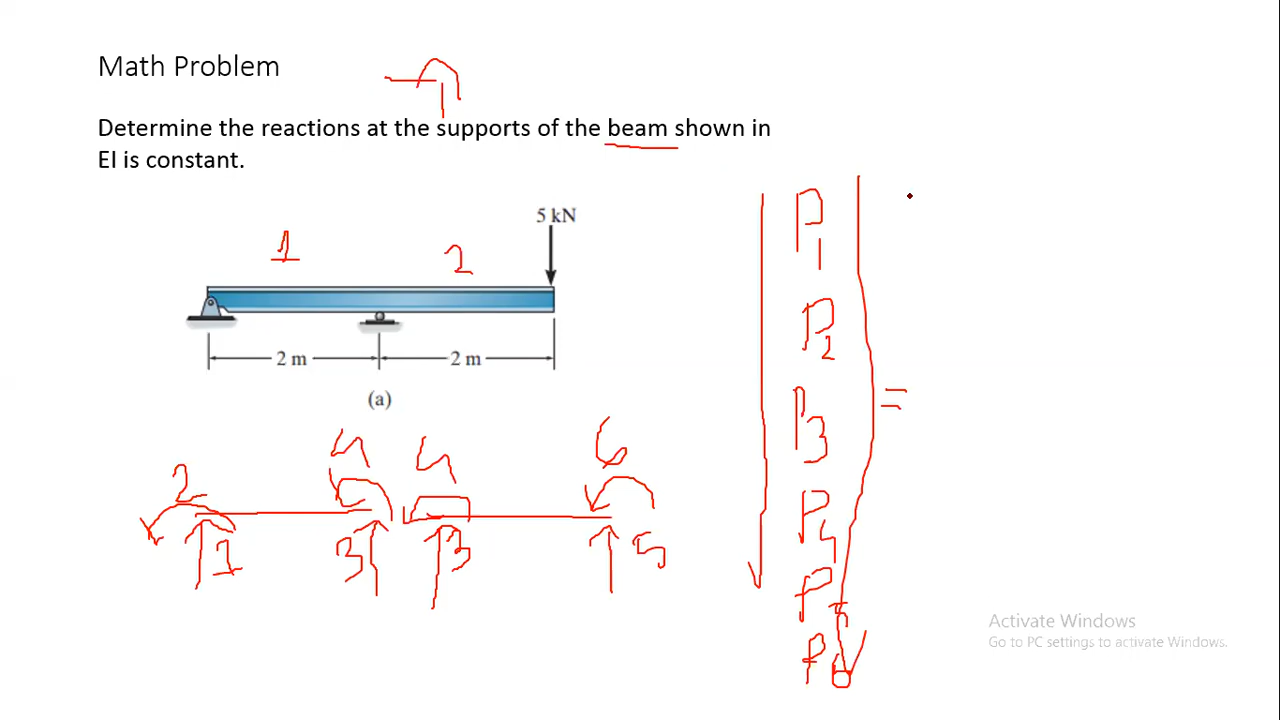 Math Problem
Determine the reactions at the supports of the beam shown in
EI is constant.
5 kN
1
2
2 m
2 m
(a)
2
4
4
6
1
3
3
5
P1
P2
P3
P4
P5
P6
=
Activate Windows
Go to PC settings to activate Windows.